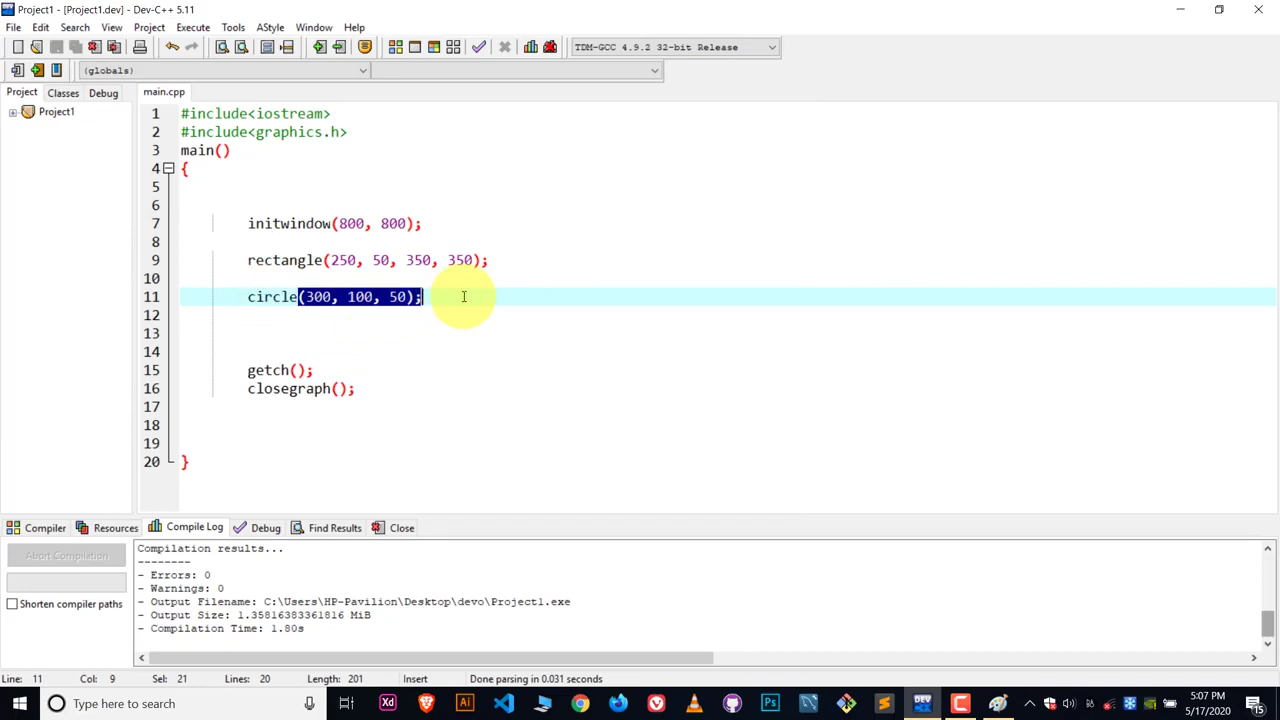 Project1 - [Project1.dev] - Dev-C++ 5.11
File Edit Search View Project Execute Tools AStyle Window Help
TDM-GCC 4.9.2 32-bit Release
(globals)
Project Classes Debug main.cpp
Project1
1 #include<iostream>
2 #include<graphics.h>
3 main()
4 {
5
6
7 initwindow(800, 800);
8
9 rectangle(250, 50, 350, 350);
10
11 circle(300, 100, 50);
12
13
14
15 getch();
16 closegraph();
17
18
19
20 }
Compiler Resources Compile Log Debug Find Results Close
Abort Compilation
Shorten compiler paths
Compilation results...
--------
- Errors: 0
- Warnings: 0
- Output Filename: C:\Users\HP-Pavilion\Desktop\devo\Project1.exe
- Output Size: 1.35816383361816 MiB
- Compilation Time: 1.80s
Line: 11 Col: 9 Sel: 21 Lines: 20 Length: 201 Insert Done parsing in 0.031 seconds
Type here to search
5:07 PM
5/17/2020